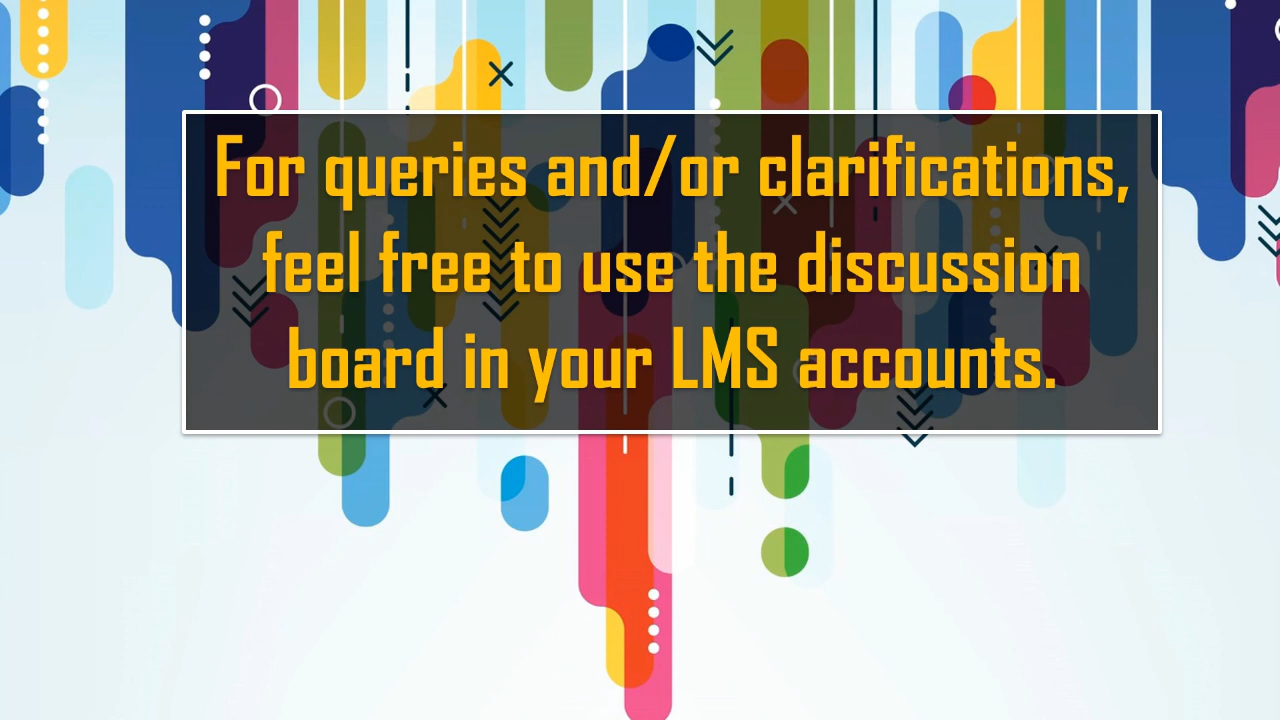 For queries and/or clarifications,
feel free to use the discussion
board in your LMS accounts.